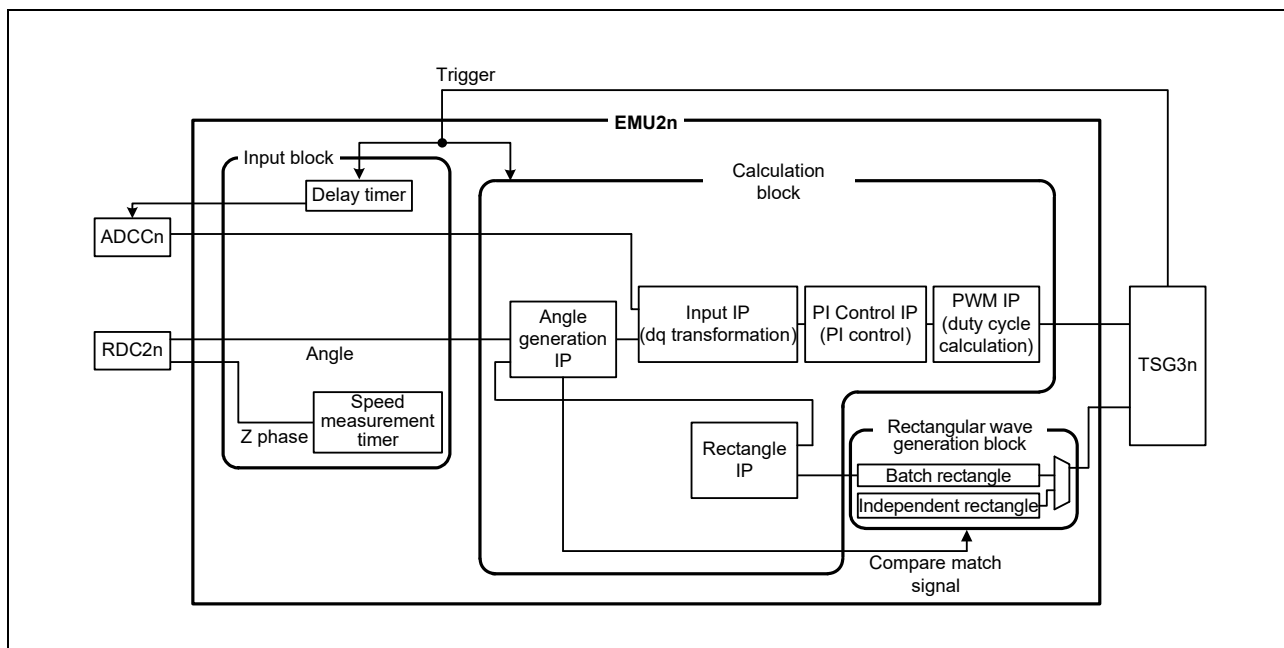 Trigger
EMU2n
Input block
Delay timer
Calculation
block
ADCCn
Angle
generation
IP
Input IP
(dq transformation)
PI Control IP
(PI control)
PWM IP
(duty cycle
calculation)
RDC2n
Angle
TSG3n
Z phase
Speed
measurement
timer
Rectangle
IP
Rectangular wave
generation block
Batch rectangle
Independent rectangle
Compare match
signal